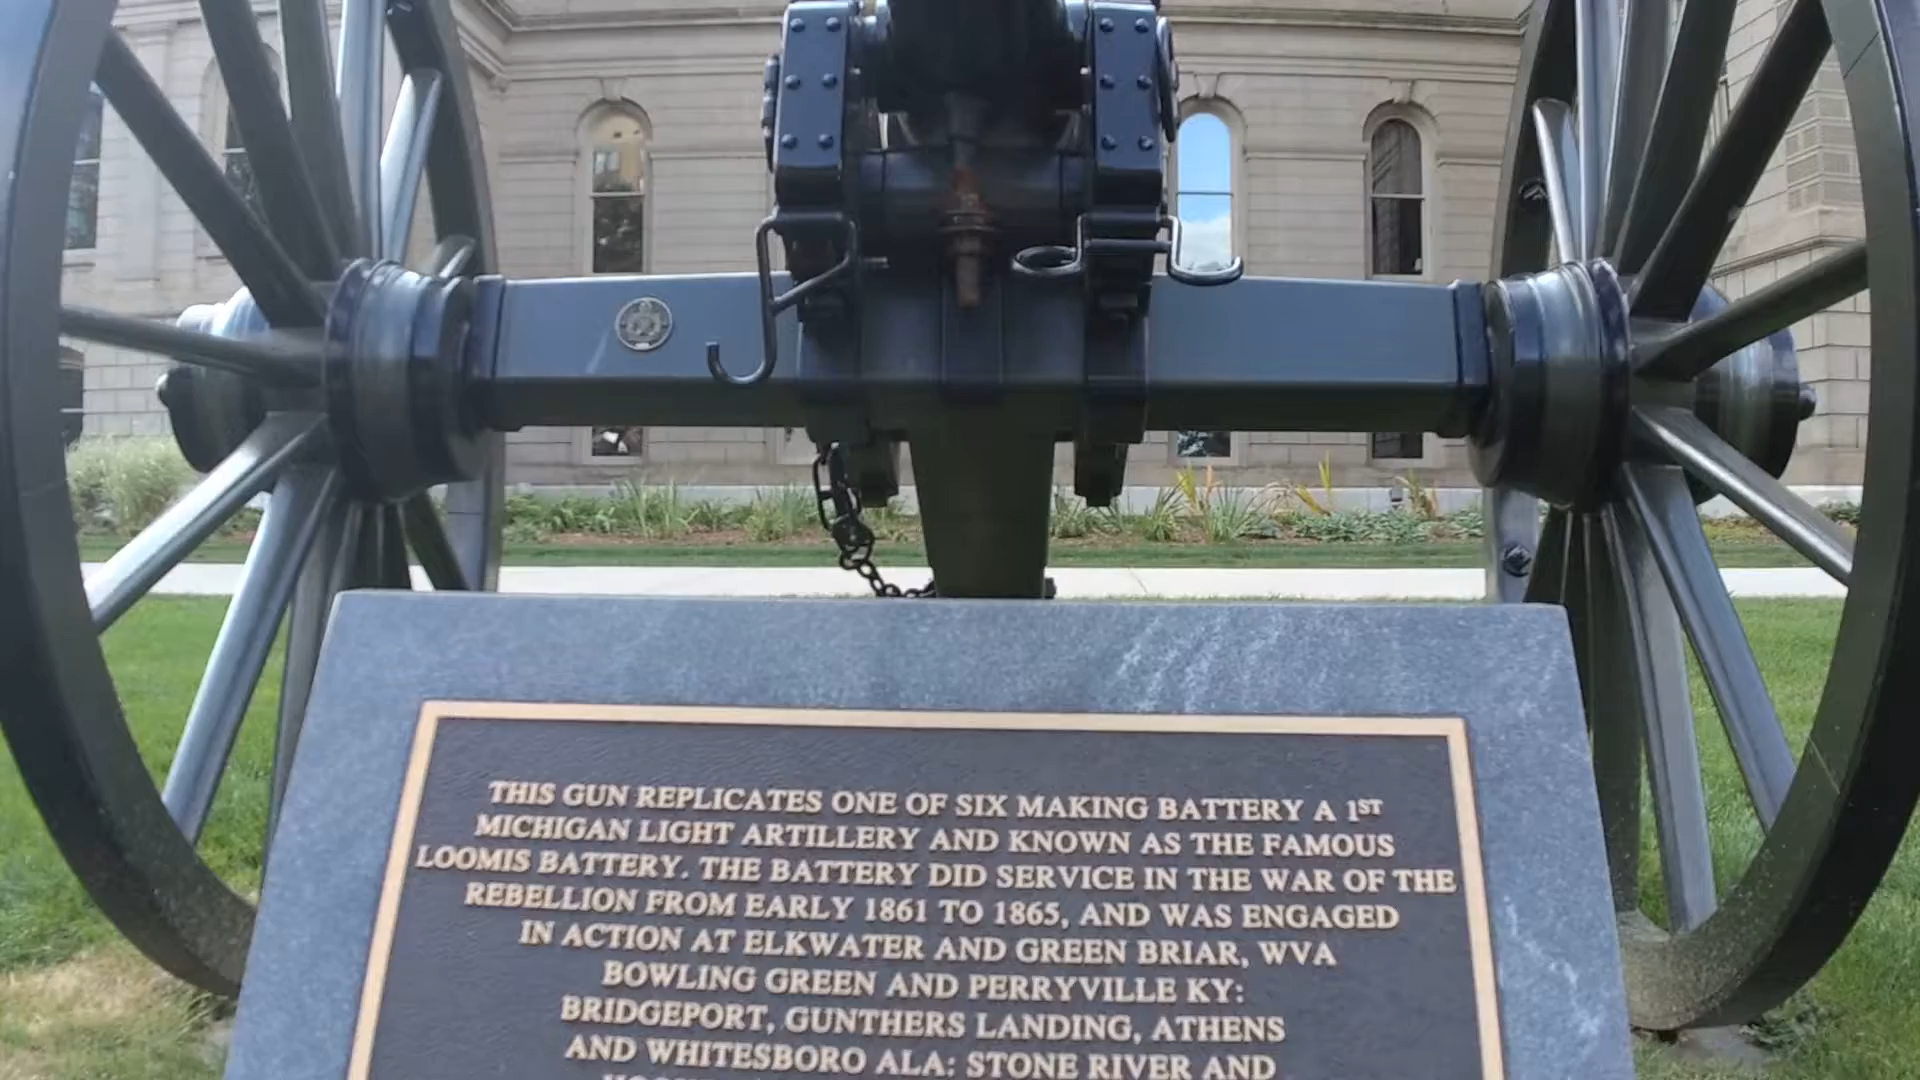 THIS GUN REPLICATES ONE OF SIX MAKING BATTERY A 1ST
MICHIGAN LIGHT ARTILLERY AND KNOWN AS THE FAMOUS
LOOMIS BATTERY. THE BATTERY DID SERVICE IN THE WAR OF THE
REBELLION FROM EARLY 1861 TO 1865, AND WAS ENGAGED
IN ACTION AT ELKWATER AND GREEN BRIAR, WVA
BOWLING GREEN AND PERRYVILLE KY:
BRIDGEPORT, GUNTHERS LANDING, ATHENS
AND WHITESBORO ALA: STONE RIVER AND